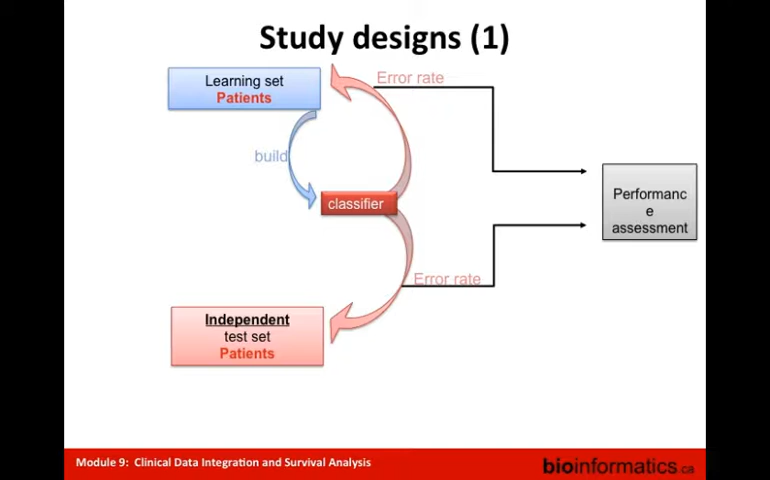 Study designs (1)
Learning set
Patients
Error rate
build
classifier
Performanc
e
assessment
Error rate
Independent
test set
Patients
Module 9: Clinical Data Integration and Survival Analysis
bioinformatics.ca